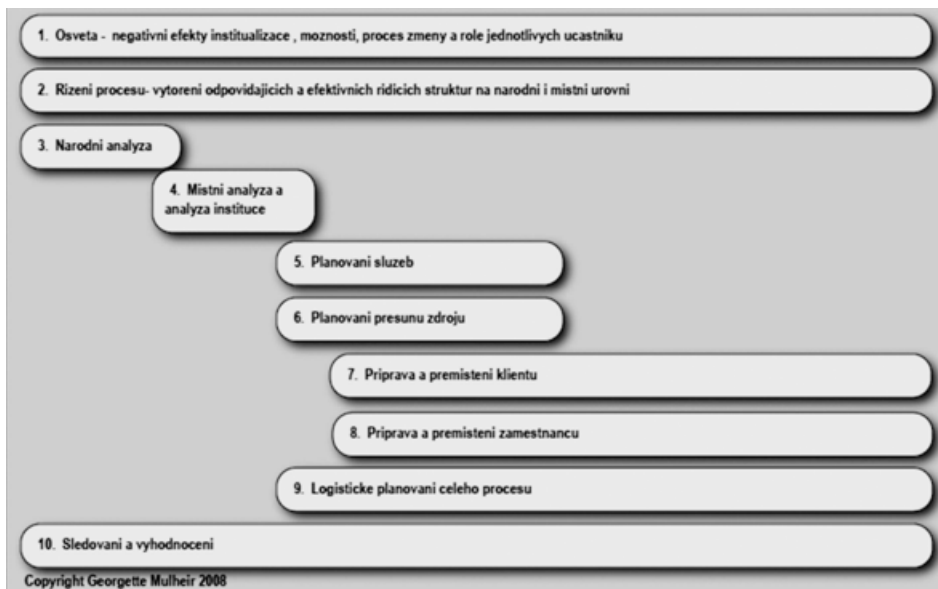 1. Osveta - negativni efekty institualizace , moznosti, proces zmeny a role jednotlivych ucastniku
2. Rizeni procesu- vytoreni odpovidajicich a efektivnich ridicich struktur na narodni i mistni urovni
3. Narodni analyza
4. Mistni analyza a
analyza instituce
5. Planovani sluzeb
6. Planovani presunu zdroju
7. Priprava a premisteni klientu
8. Priprava a premisteni zamestnancu
9. Logisticke planovani celeho procesu
10. Sledovani a vyhodnoceni
Copyright Georgette Mulheir 2008